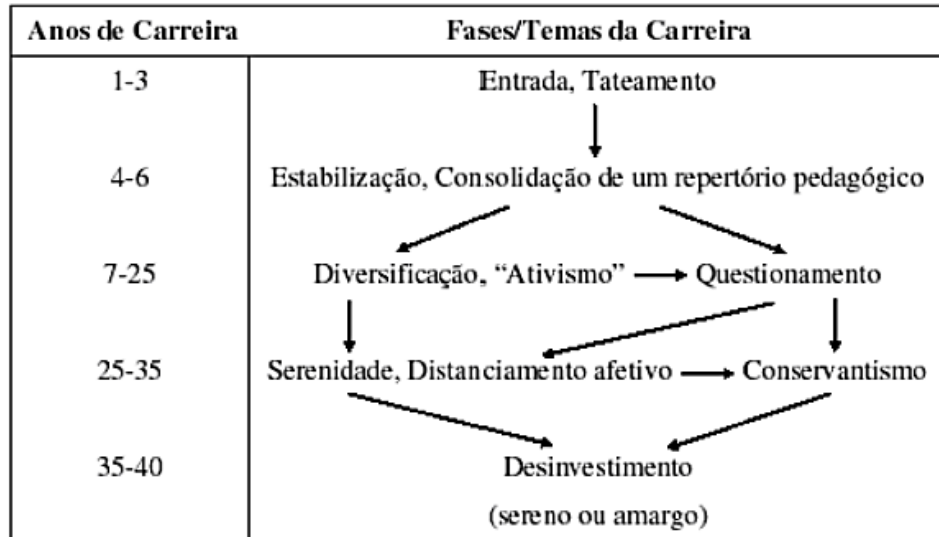 Anos de Carreira Fases/Temas da Carreira
1-3 Entrada, Tateamento
4-6 Estabilização, Consolidação de um repertório pedagógico
7-25 Diversificação, “Ativismo” Questionamento
25-35 Serenidade, Distanciamento afetivo Conservantismo
35-40 Desinvestimento
(sereno ou amargo)